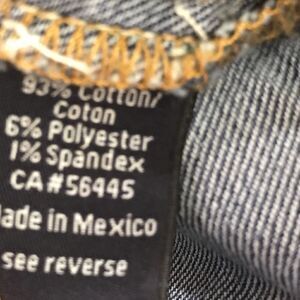 93% Cotton/
Coton
6% Polyester
1% Spandex
CA#56445
Made in Mexico
see reverse